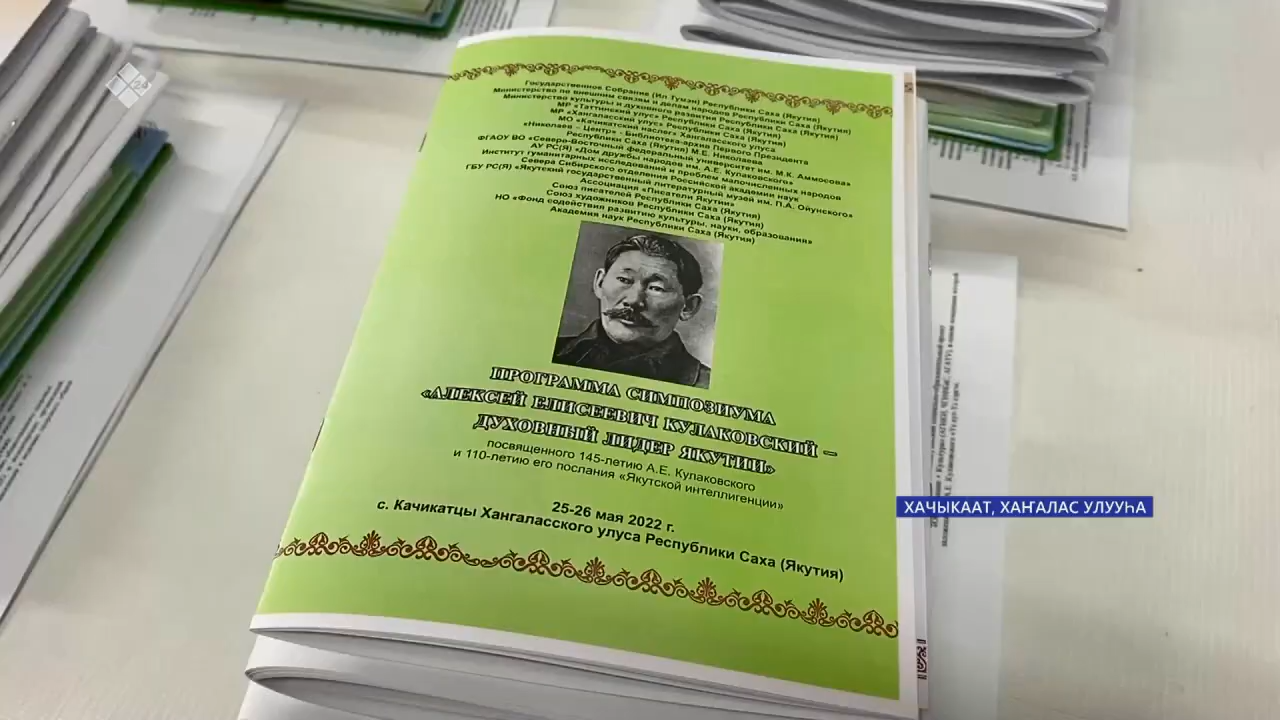 Государственное Собрание (Ил Тумэн) Республики Саха (Якутия)
Министерство по внешним связям и делам народов Республики Саха (Якутия)
Министерство культуры и духовного развития Республики Саха (Якутия)
МР «Таттинский улус» Республики Саха (Якутия)
МР «Хангаласский улус» Республики Саха (Якутия)
МО «Качикатский наслег» Хангаласского улуса
«Николаев – Центр» - Библиотека-архив Первого Президента
Республики Саха (Якутия) М.Е. Николаева
ФГАОУ ВО «Северо-Восточный федеральный университет им. М.К. Аммосова»
АУ РС(Я) «Дом дружбы народов им. А.Е. Кулаковского»
Институт гуманитарных исследований и проблем малочисленных народов
Севера Сибирского отделения Российской академии наук
ГБУ РС(Я) «Якутский государственный литературный музей им. П.А. Ойунского»
Ассоциация «Писатели Якутии»
Союз писателей Республики Саха (Якутия)
Союз художников Республики Саха (Якутия)
НО «Фонд содействия развитию культуры, науки, образования»
Академия наук Республики Саха (Якутия)
ПРОГРАММА СИМПОЗИУМА
«АЛЕКСЕЙ ЕЛИСЕЕВИЧ КУЛАКОВСКИЙ –
ДУХОВНЫЙ ЛИДЕР ЯКУТИИ»
посвященного 145-летию А.Е. Кулаковского
и 110-летию его послания «Якутской интеллигенции»
25-26 мая 2022 г.
с. Качикатцы Хангаласского улуса Республики Саха (Якутия)
ХАЧЫКААТ, ХАҤАЛАС УЛУУҺА